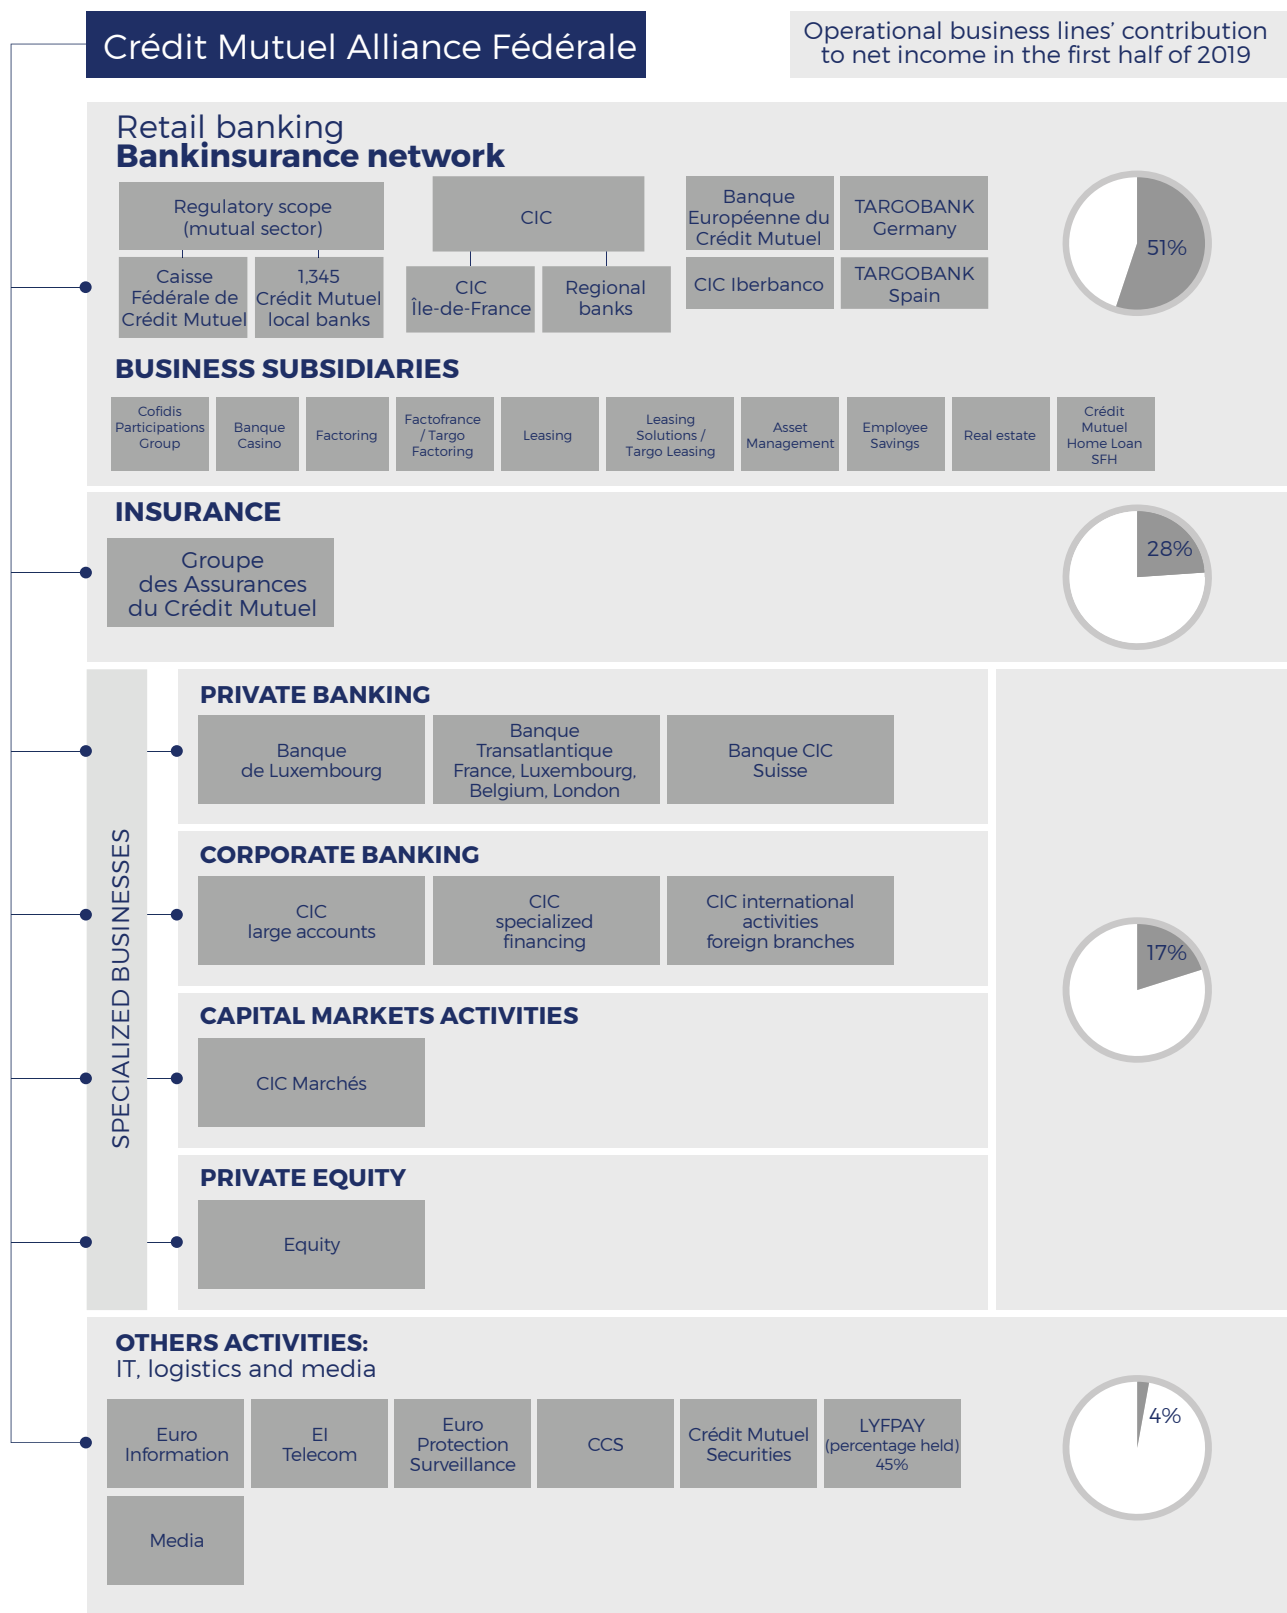 Crédit Mutuel Alliance Fédérale
Operational business lines’ contribution
to net income in the first half of 2019
Retail banking
Bankinsurance network
Regulatory scope
(mutual sector)
Caisse
Fédérale de
Crédit Mutuel
1,345
Crédit Mutuel
local banks
CIC
CIC
Île-de-France
Regional
banks
Banque
Européenne du
Crédit Mutuel
TARGOBANK
Germany
CIC Iberbanco
TARGOBANK
Spain
51%
BUSINESS SUBSIDIARIES
Cofidis
Participations
Group
Banque
Casino
Factoring
Factofrance
/ Targo
Factoring
Leasing
Leasing
Solutions /
Targo Leasing
Asset
Management
Employee
Savings
Real estate
Crédit
Mutuel
Home Loan
SFH
INSURANCE
Groupe
des Assurances
du Crédit Mutuel
28%
SPECIALIZED BUSINESSES
PRIVATE BANKING
Banque
de Luxembourg
Banque
Transatlantique
France, Luxembourg,
Belgium, London
Banque CIC
Suisse
CORPORATE BANKING
CIC
large accounts
CIC
specialized
financing
CIC international
activities
foreign branches
17%
CAPITAL MARKETS ACTIVITIES
CIC Marchés
PRIVATE EQUITY
Equity
OTHERS ACTIVITIES:
IT, logistics and media
Euro
Information
EI
Telecom
Euro
Protection
Surveillance
CCS
Crédit Mutuel
Securities
LYFPAY
(percentage held)
45%
4%
Media